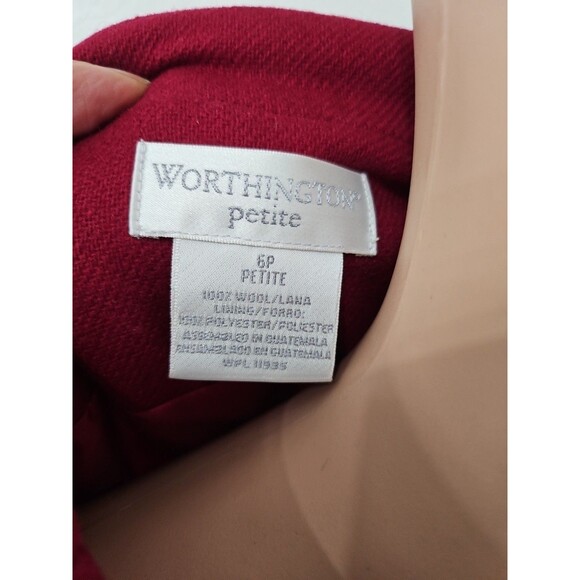 WORTHINGTON®
petite
6P
PETITE
100% WOOL/LANA
LINING/FORRO:
100% POLYESTER/POLIESTER
ASSEMBLED IN GUATEMALA
ENSAMBLADO EN GUATEMALA
WPL 11935